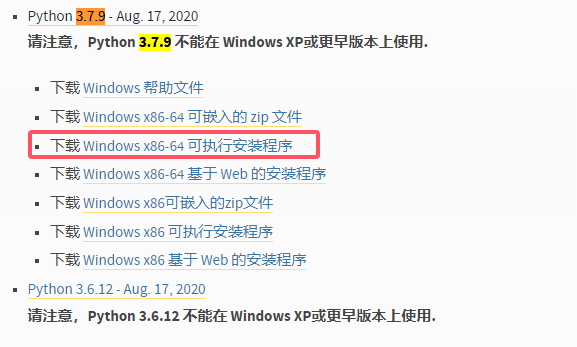 Python 3.7.9 - Aug. 17, 2020
请注意，Python 3.7.9 不能在 Windows XP或更早版本上使用.
下载 Windows 帮助文件
下载 Windows x86-64 可嵌入的 zip 文件
下载 Windows x86-64 可执行安装程序
下载 Windows x86-64 基于 Web 的安装程序
下载 Windows x86可嵌入的zip文件
下载 Windows x86 可执行安装程序
下载 Windows x86 基于 Web 的安装程序
Python 3.6.12 - Aug. 17, 2020
请注意，Python 3.6.12 不能在 Windows XP或更早版本上使用.